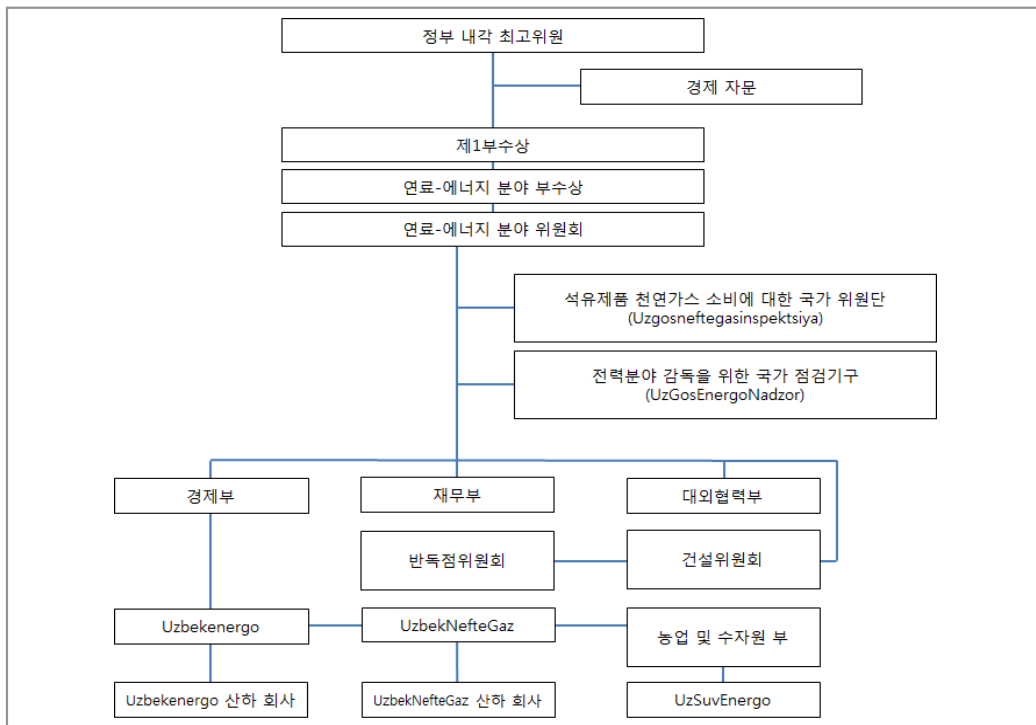 정부 내각 최고위원
경제 자문
제1부수상
연료-에너지 분야 부수상
연료-에너지 분야 위원회
석유제품 천연가스 소비에 대한 국가 위원단
(Uzgosneftegasinspektsiya)
전력분야 감독을 위한 국가 점검기구
(UzGosEnergoNadzor)
경제부
재무부
대외협력부
반독점위원회
건설위원회
Uzbekenergo
UzbekNefteGaz
농업 및 수자원 부
Uzbekenergo 산하 회사
UzbekNefteGaz 산하 회사
UzSuvEnergo